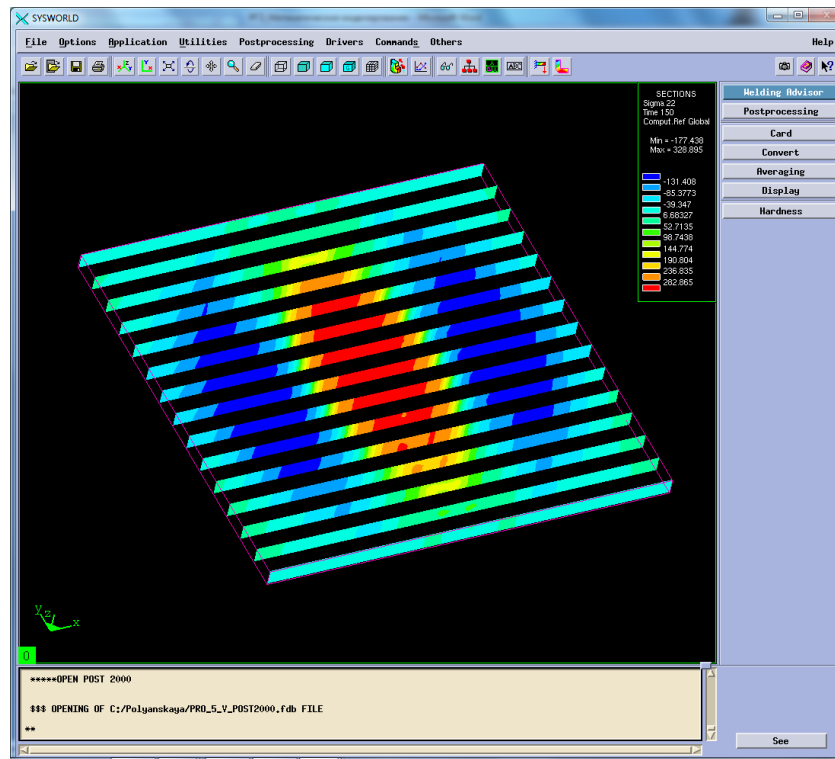 SYSWORLD
File Options Application Utilities Postprocessing Drivers Commands Others Help
SECTIONS
Sigma 22
Time 150
Comput.Ref Global
Min = -177.438
Max = 328.895
-131.408
-85.3773
-39.347
6.68327
52.7135
98.7438
144.774
190.804
236.835
282.865
Welding Advisor
Postprocessing
Card
Convert
Averaging
Display
Hardness
y z x
0
*****OPEN POST 2000
$$$ OPENING OF C:/Polyanskaya/PRO_5_V_POST2000.fdb FILE
**
See